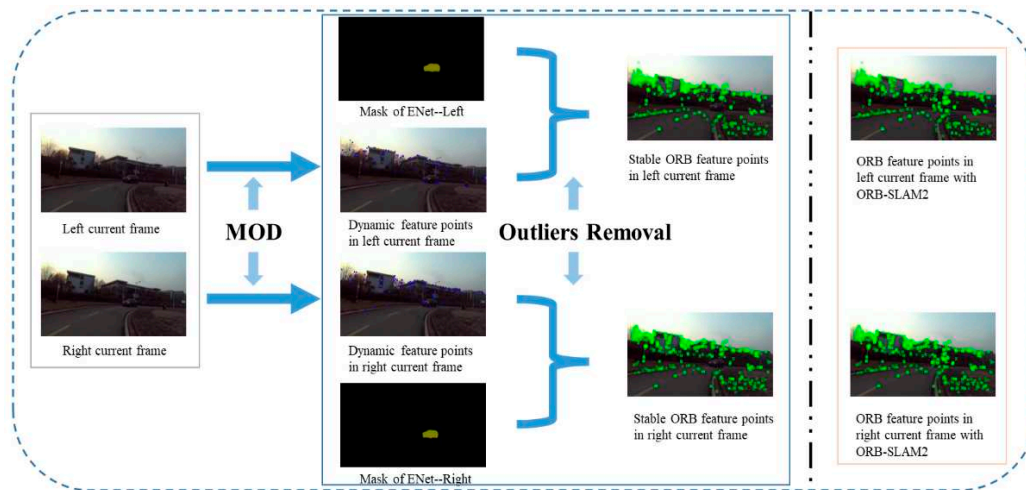 Left current frame
Right current frame
MOD
Mask of ENet--Left
Dynamic feature points
in left current frame
Dynamic feature points
in right current frame
Mask of ENet--Right
Outliers Removal
Stable ORB feature points
in left current frame
Stable ORB feature points
in right current frame
ORB feature points in
left current frame with
ORB-SLAM2
ORB feature points in
right current frame with
ORB-SLAM2